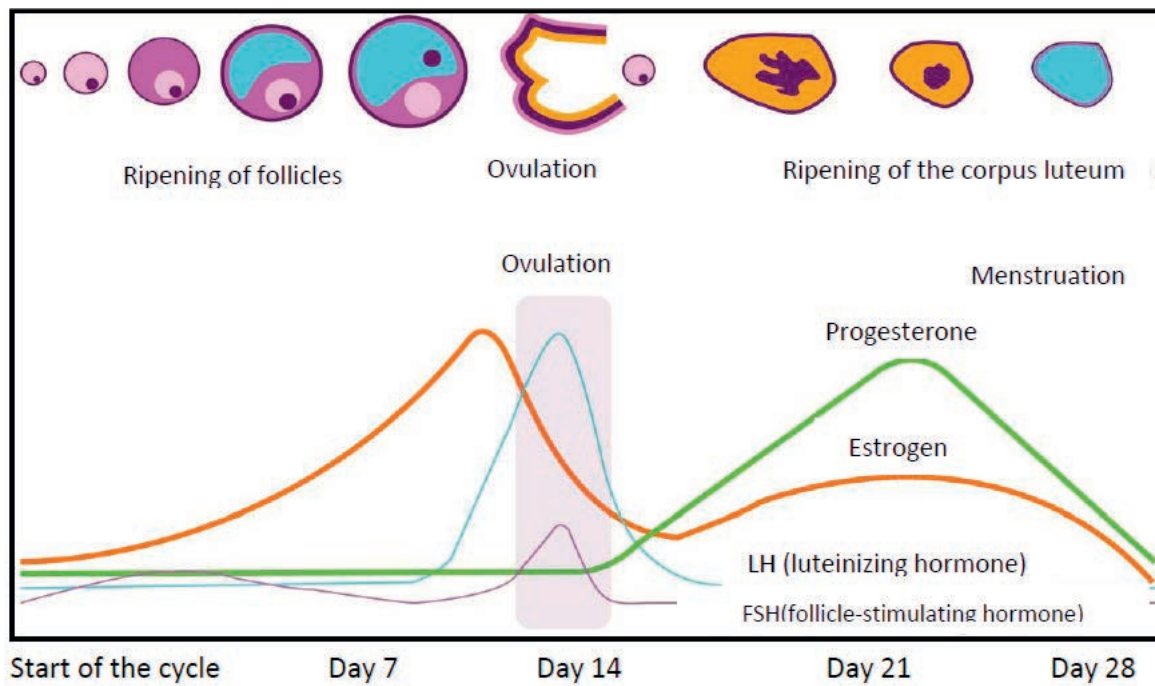 Ripening of follicles
Ovulation
Ripening of the corpus luteum
Ovulation
Menstruation
Progesterone
Estrogen
LH (luteinizing hormone)
FSH(follicle-stimulating hormone)
Start of the cycle
Day 7
Day 14
Day 21
Day 28